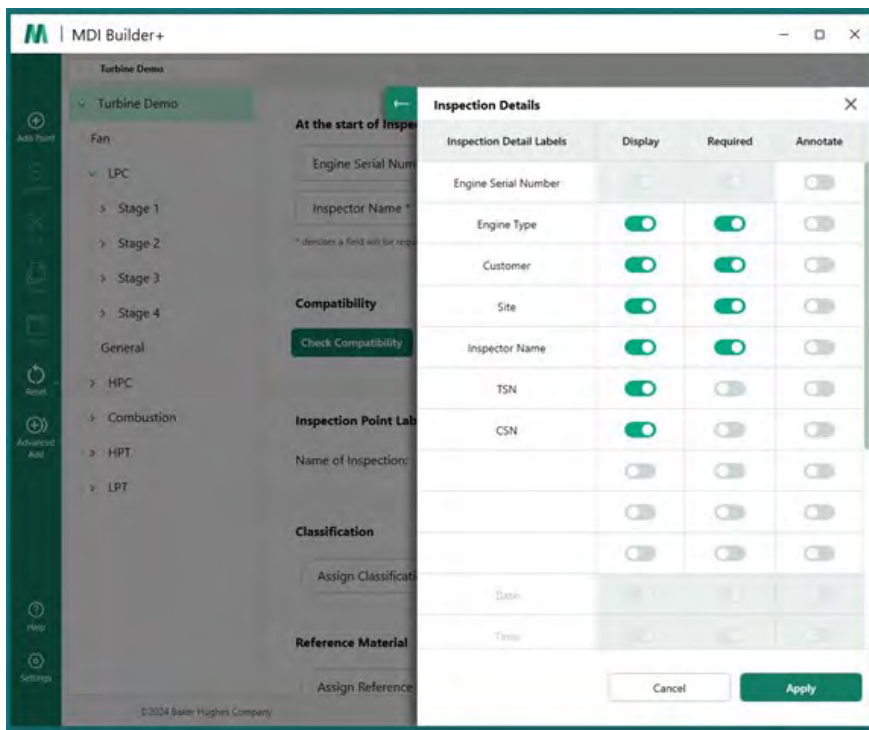 MDI Builder+
Turbine Demo
Turbine Demo
Fan
LPC
Stage 1
Stage 2
Stage 3
Stage 4
General
HPC
Combustion
HPT
LPT
Add Point
Reset
Advanced
Add
Help
Settings
At the start of Inspe
Engine Serial Num
Inspector Name *
* denotes a field will be requ
Compatibility
Check Compatibility
Inspection Point Lab
Name of Inspection:
Classification
Assign Classificati
Reference Material
Assign Reference
©2024 Baker Hughes Company
Inspection Details
Inspection Detail Labels Display Required Annotate
Engine Serial Number
Engine Type
Customer
Site
Inspector Name
TSN
CSN
Date
Time
Cancel Apply